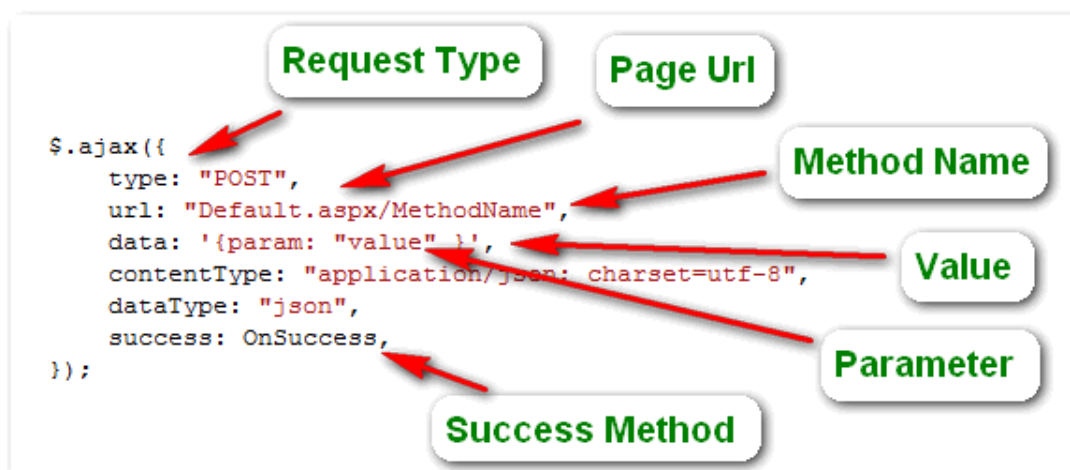 Request Type
Page Url
$.ajax({
type: "POST",
Method Name
url: "Default.aspx/MethodName",
data: '{param: "value" }',
Value
contentType: "application/json; charset=utf-8",
dataType: "json",
success: OnSuccess,
Parameter
});
Success Method